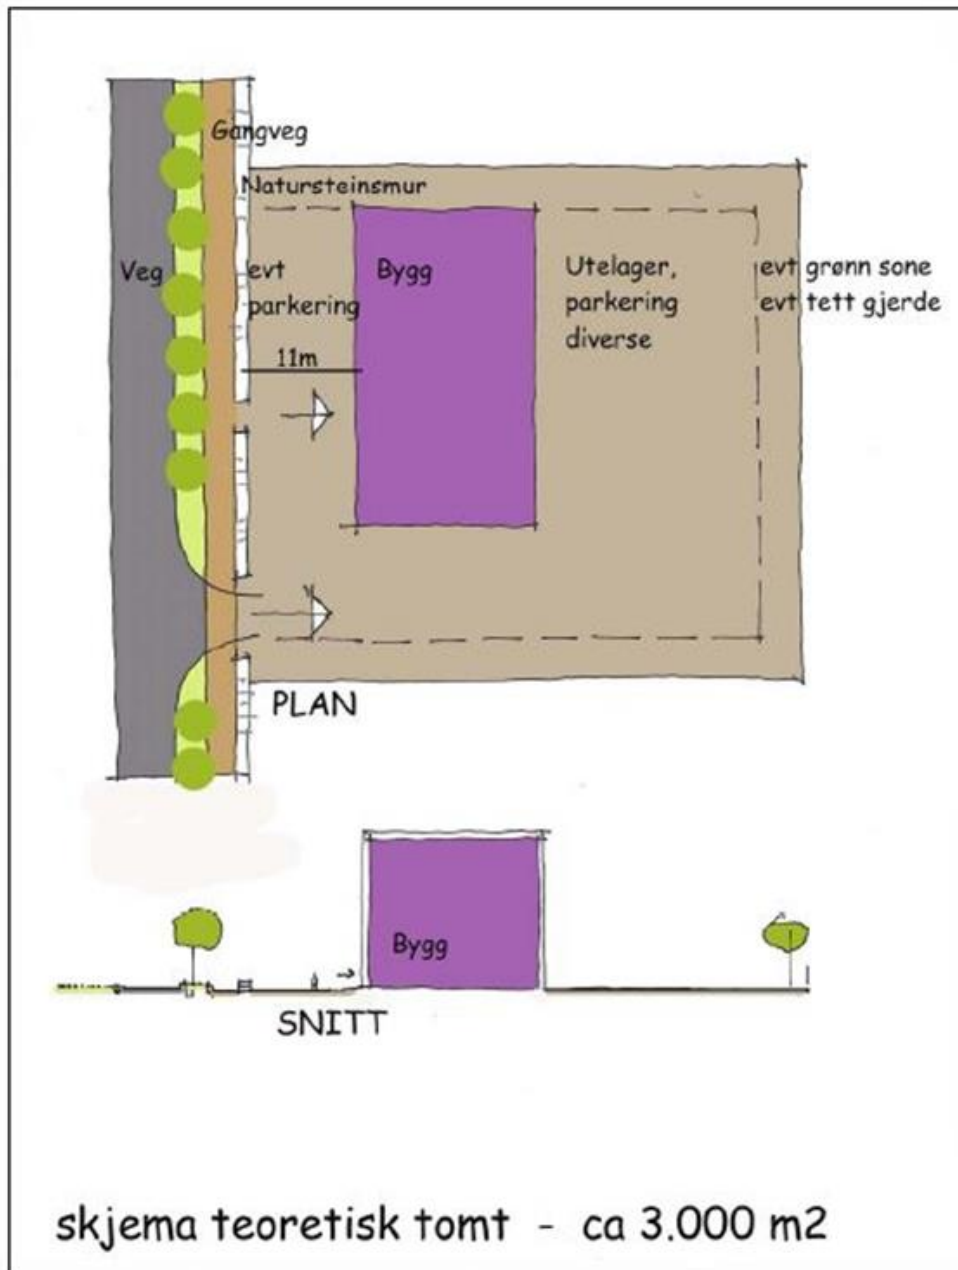 Gangveg
Natursteinsmur
Veg
evt
parkering
Bygg
Utelager,
parkering
diverse
evt grønn sone
evt tett gjerde
11m
PLAN
Bygg
SNITT
skjema teoretisk tomt - ca 3.000 m2